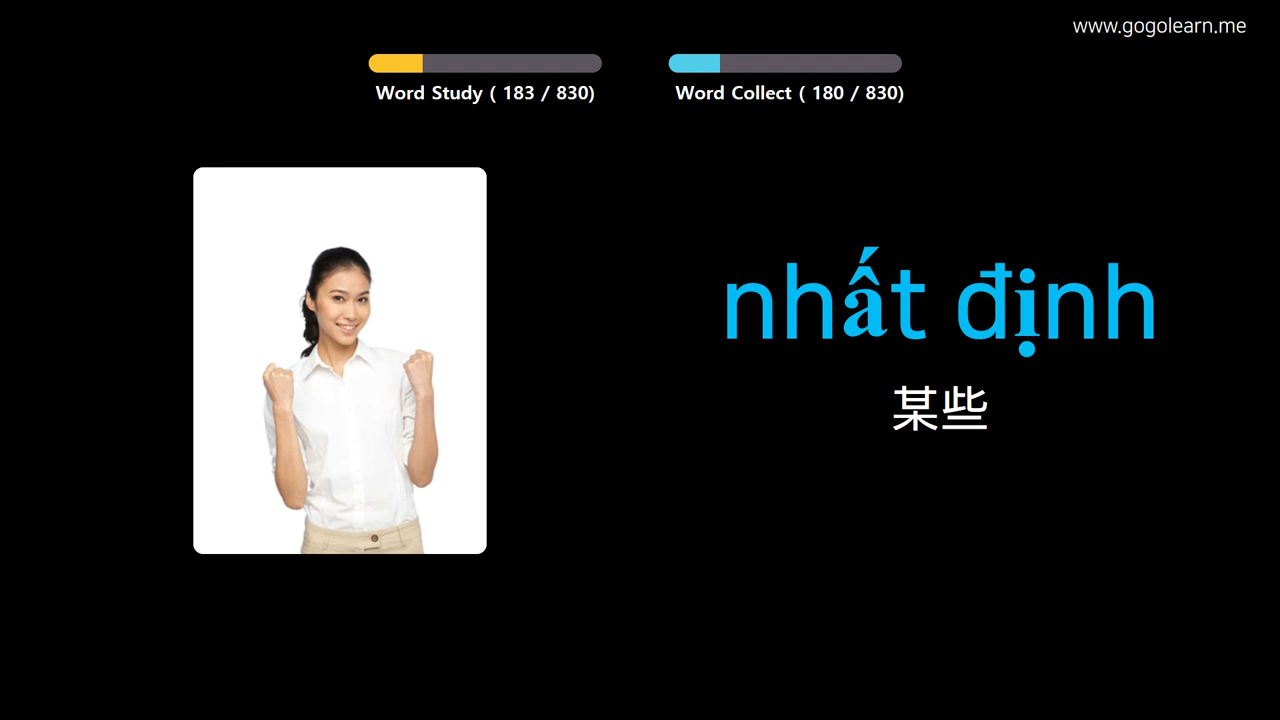 www.gogolearn.me
Word Study ( 183 / 830)
Word Collect ( 180 / 830)
nhất định
某些